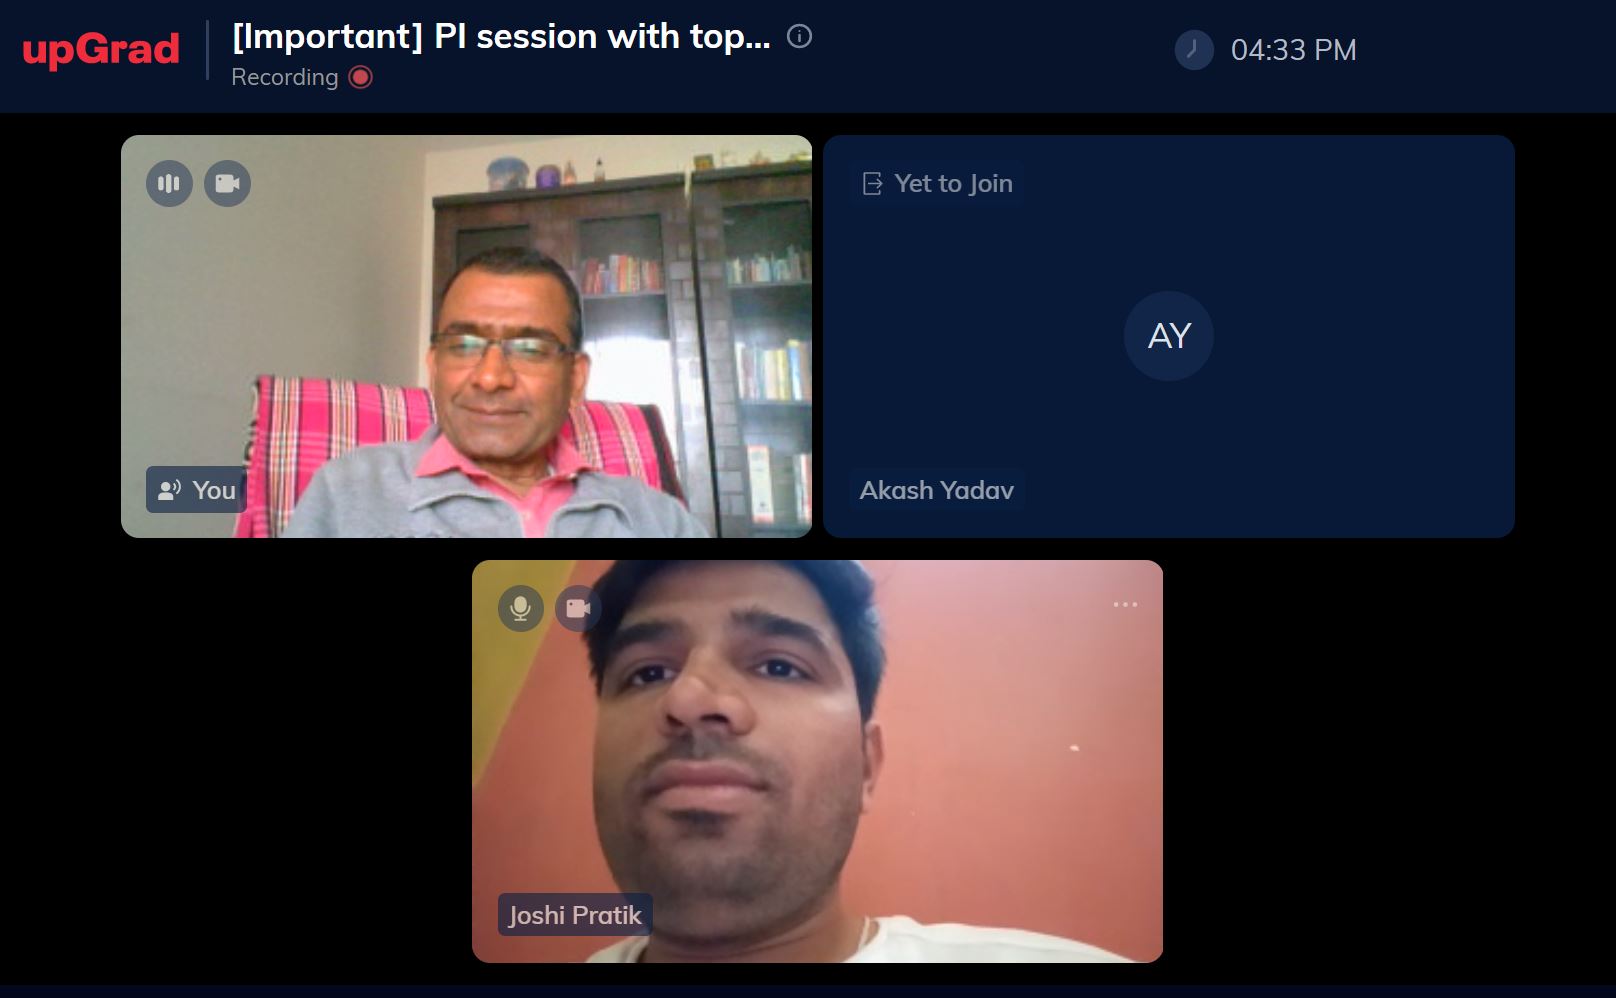 upGrad
[Important] PI session with top...
Recording
04:33 PM
You
Yet to Join
AY
Akash Yadav
Joshi Pratik